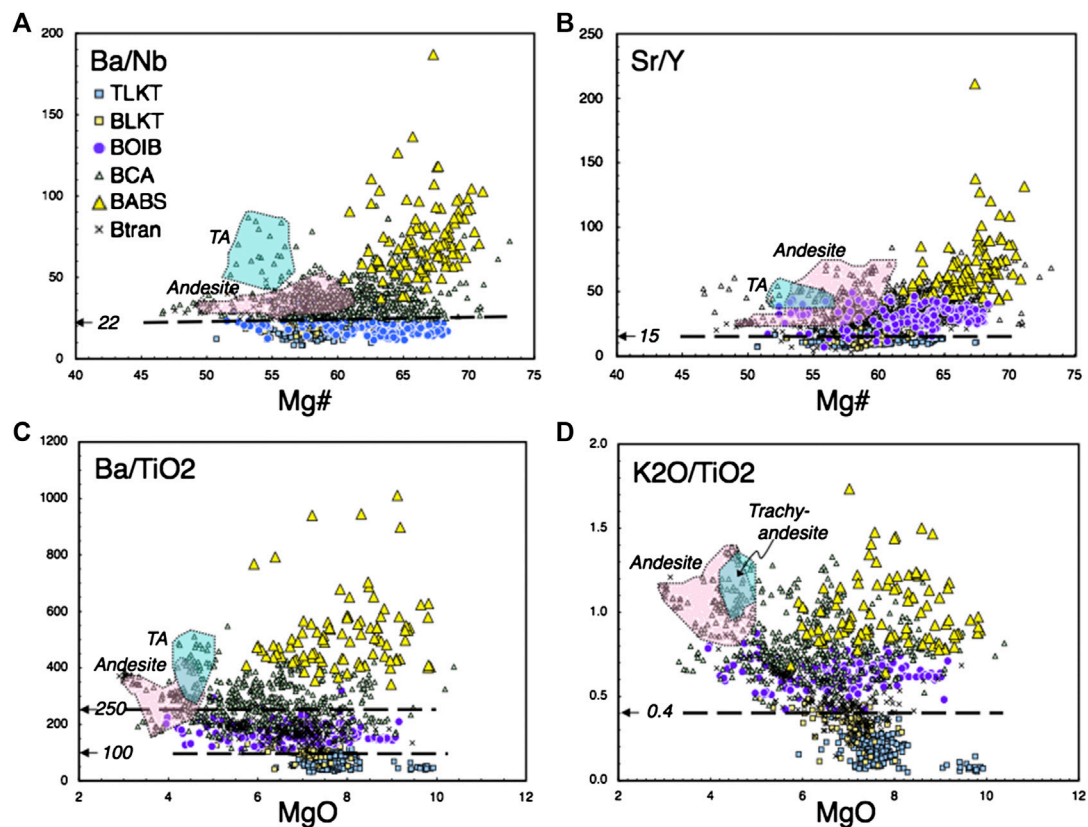 A
Ba/Nb
TLKT
BLKT
BOIB
BCA
BABS
Btran
TA
Andesite
22
200
150
100
50
0
40 45 50 55 60 65 70 75
Mg#
B
Sr/Y
Andesite
TA
15
250
200
150
100
50
0
40 45 50 55 60 65 70 75
Mg#
C
Ba/TiO2
TA
Andesite
250
100
1200
1000
800
600
400
200
0
2 4 6 8 10 12
MgO
D
K2O/TiO2
Trachy-
andesite
Andesite
0.4
2.0
1.5
1.0
0.5
0.0
2 4 6 8 10 12
MgO